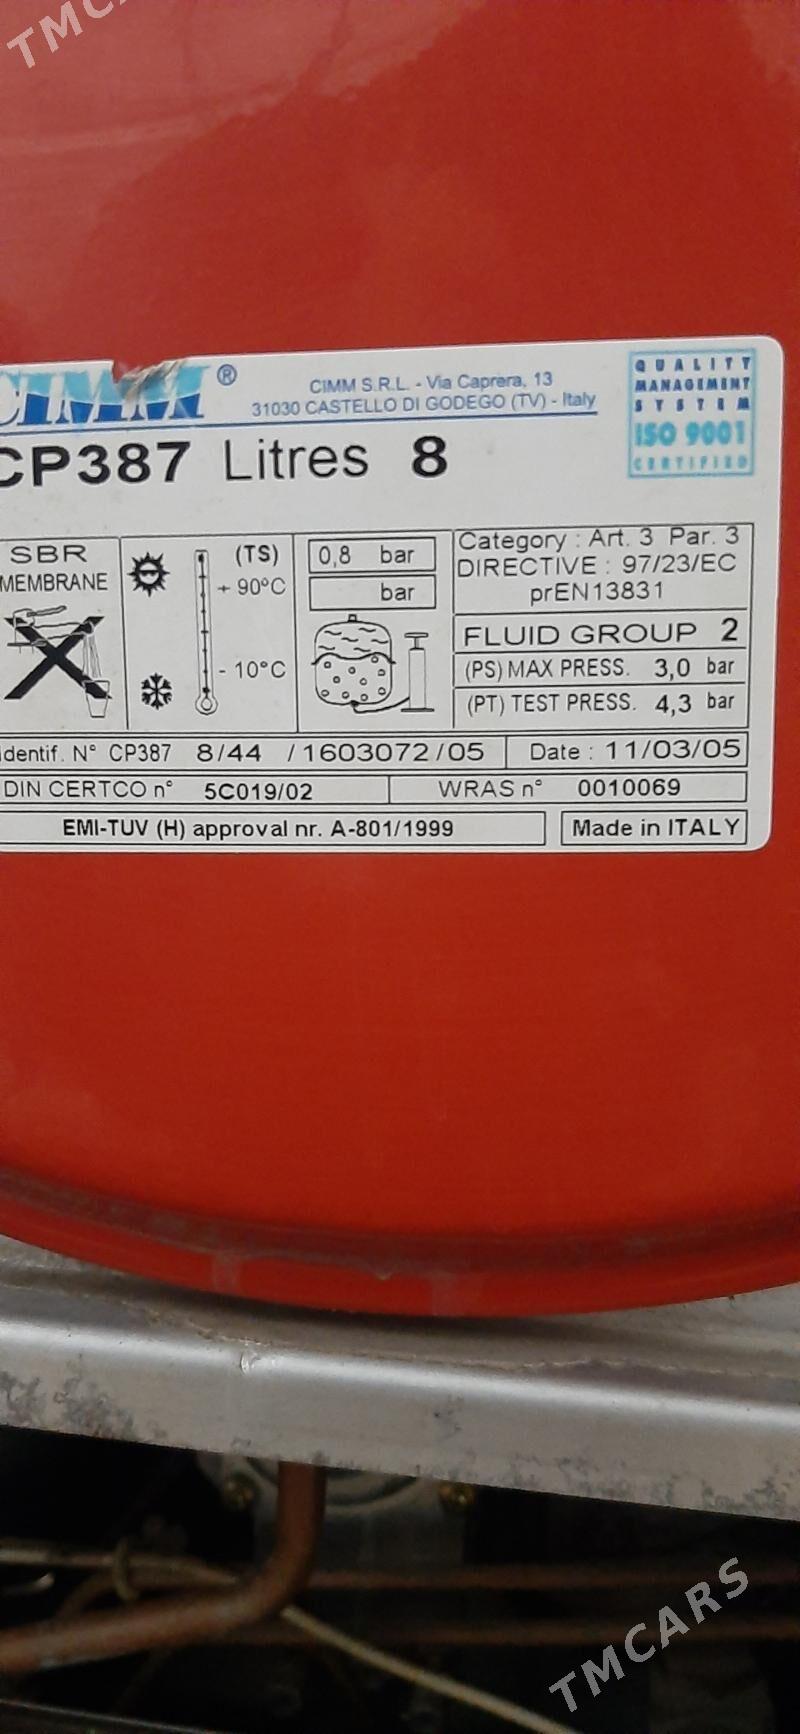 TMCARS
CIMM ®
CIMM S.R.L. - Via Caprera, 13
31030 CASTELLO DI GODEGO (TV) - Italy
QUALITY
MANAGEMENT
SYSTEM
ISO 9001
CERTIFIED
CP387 Litres 8
SBR
MEMBRANE
(TS)
+ 90°C
- 10°C
0,8 bar
bar
Category : Art. 3 Par. 3
DIRECTIVE : 97/23/EC
prEN13831
FLUID GROUP 2
(PS) MAX PRESS. 3,0 bar
(PT) TEST PRESS. 4,3 bar
Identif. N° CP387 8/44 /1603072/05 Date : 11/03/05
DIN CERTCO n° 5C019/02 WRAS n° 0010069
EMI-TUV (H) approval nr. A-801/1999 Made in ITALY
TMCARS